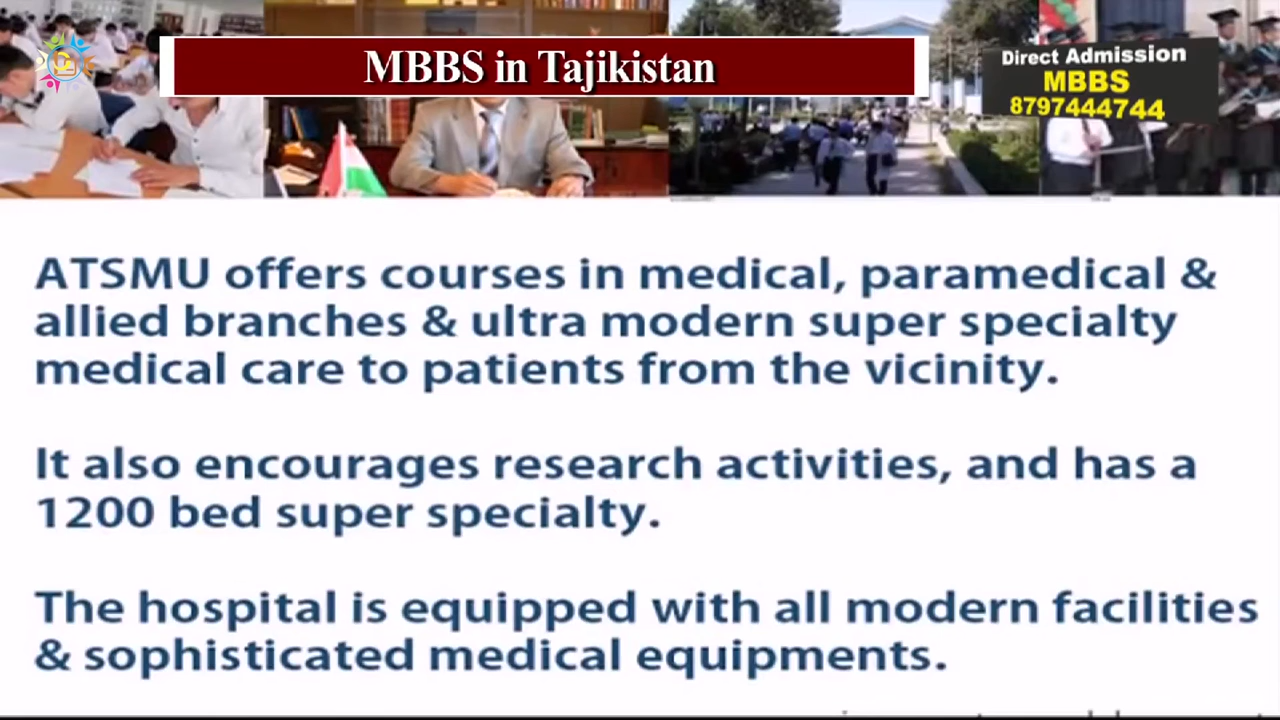 MBBS in Tajikistan
Direct Admission
MBBS
8797444744
ATSMU offers courses in medical, paramedical &
allied branches & ultra modern super specialty
medical care to patients from the vicinity.
It also encourages research activities, and has a
1200 bed super specialty.
The hospital is equipped with all modern facilities
& sophisticated medical equipments.